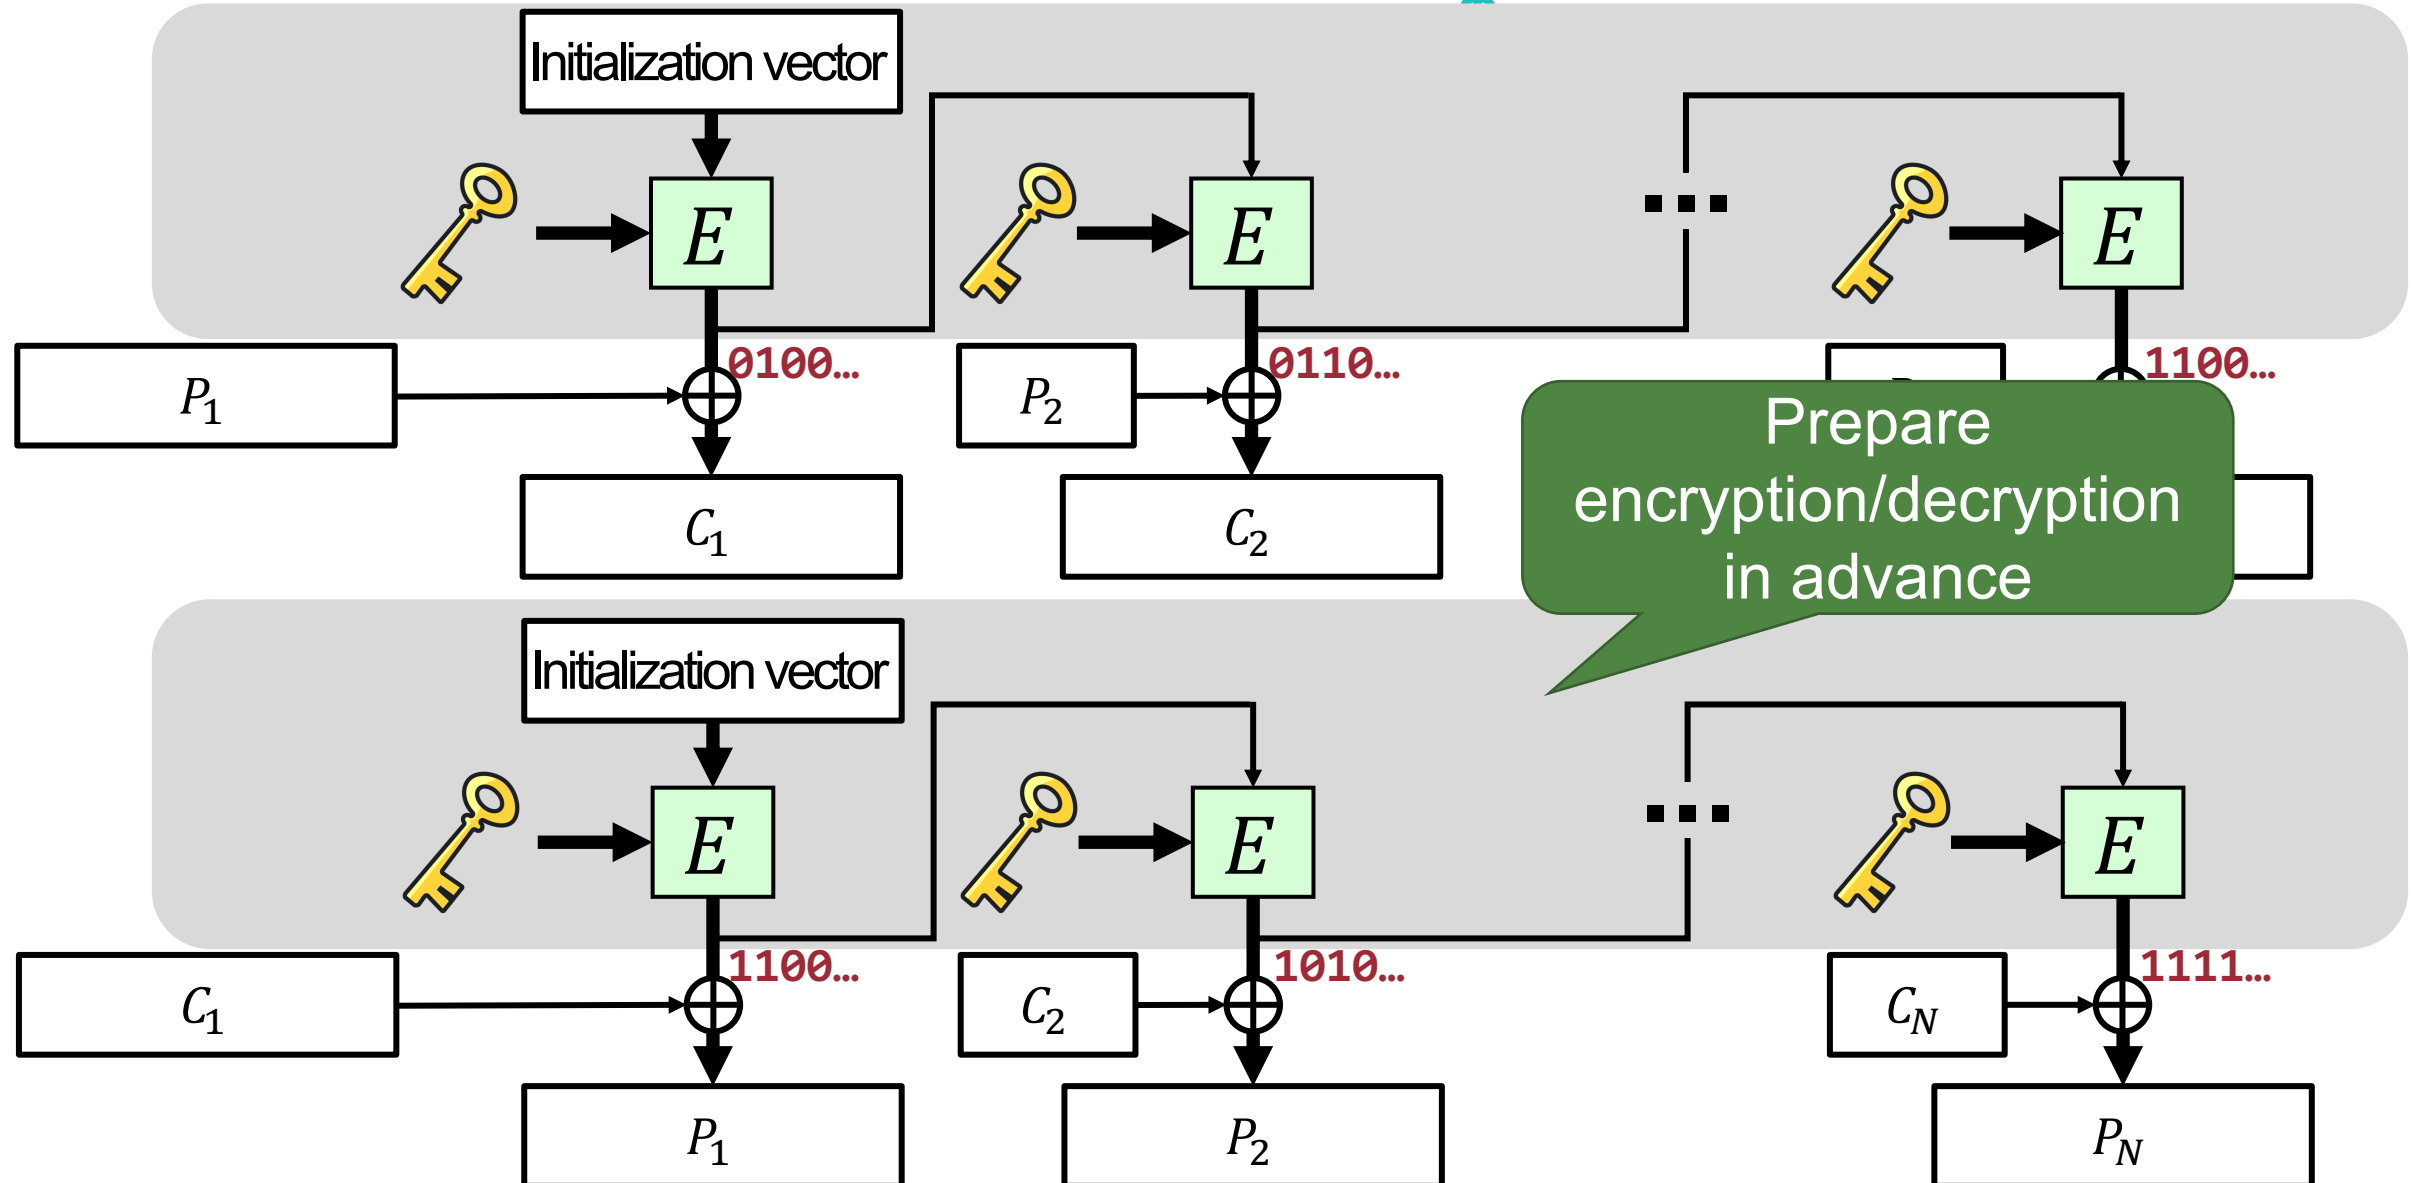 Initialization vector
E E E
0100… 0110… 1100…
P1 P2
Prepare
encryption/decryption
in advance
C1 C2
Initialization vector
E E E
1100… 1010… 1111…
C1 C2 CN
P1 P2 PN